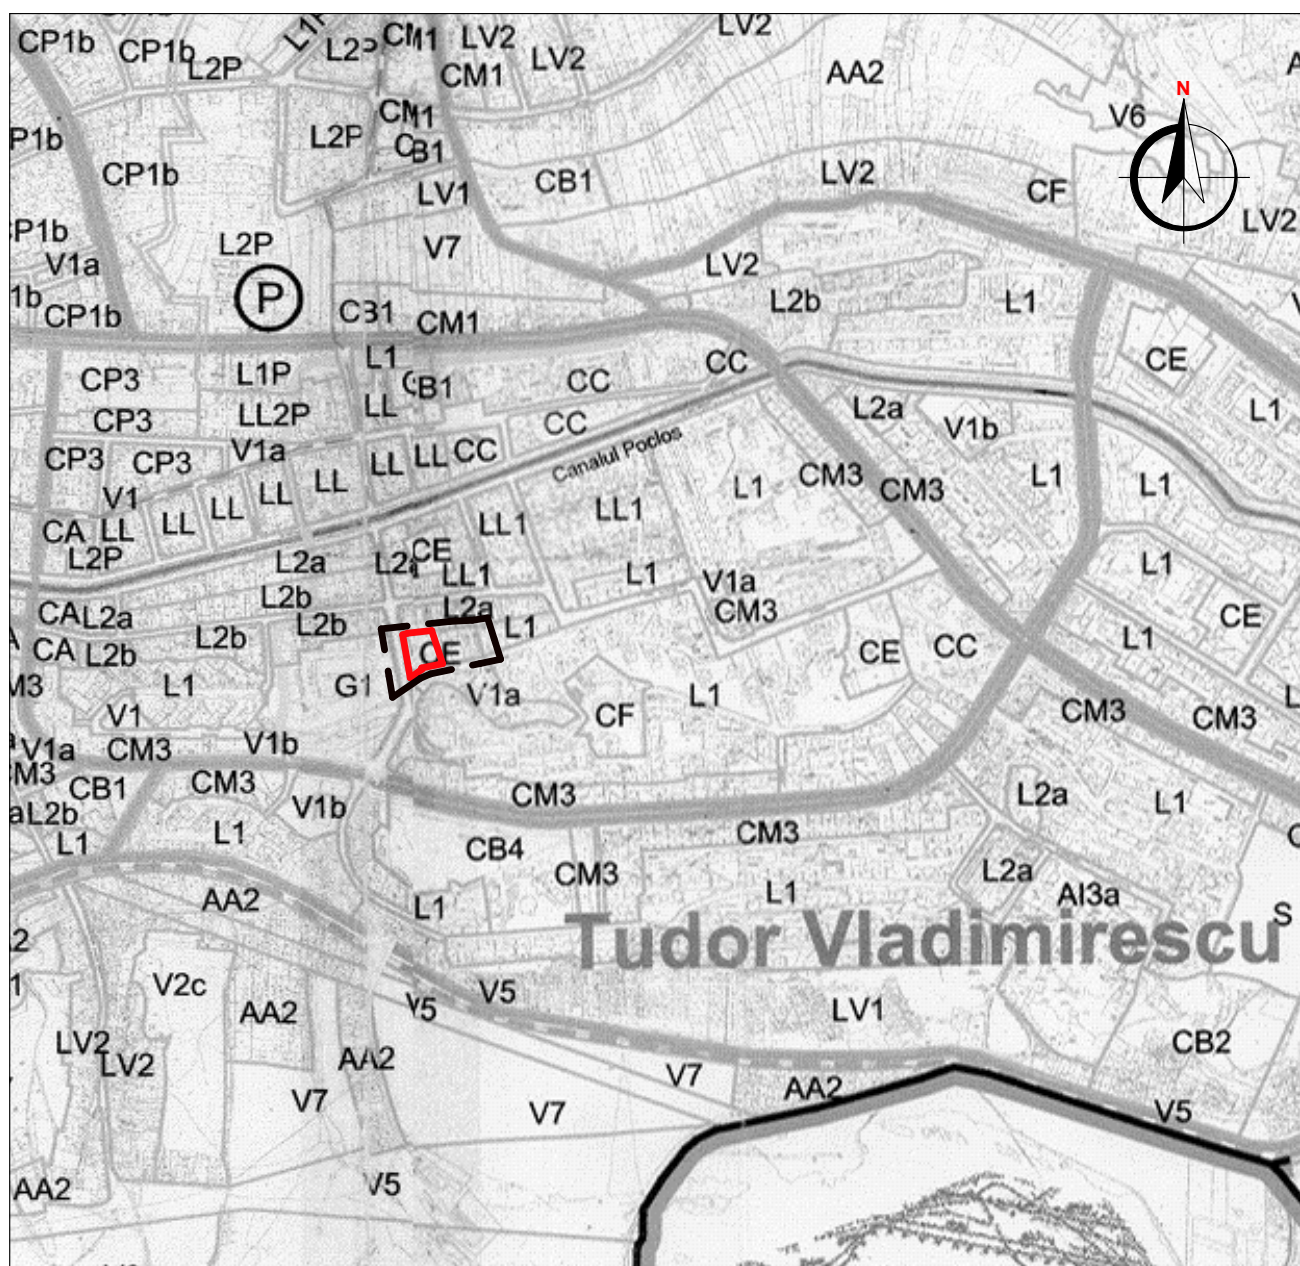 CP1b
CP1b
L2P
L1P
CM1
LV2
LV2
LV2
CM1
AA2
V6
N
P1b
CP1b
L2P
CM1
CB1
LV1
CB1
LV2
CF
LV2
V1a
L2P
V7
LV2
P
CP1b
CB1
CM1
L2b
L1
CE
CP3
L1P
L1
CB1
CC
CC
L2a
V1b
L1
CP3
LL2P
LL
CC
CP3
CP3
V1a
LL
LL
CC
Canalul Poclos
L1
CM3
CM3
L1
L1
V1
LL
LL
LL
LL
CA
LL
LL1
LL1
L2P
L2a
L2a
CE
LL1
L1
V1a
CM3
L1
CE
CA
L2a
L2b
L2b
L2a
L1
L1
CA
L2b
L2b
CE
CE
CC
M3
L1
G1
V1a
L1
CF
CM3
CM3
V1
V1a
CM3
V1b
CB1
CM3
V1b
CM3
L2a
L1
L2b
L1
L1
CB4
CM3
CM3
L2a
AA2
L1
L1
AI3a
S
Tudor Vladimirescu
V2c
AA2
V5
V5
LV1
CB2
LV2
LV2
AA2
V7
V7
V7
AA2
V5
AA2
V5